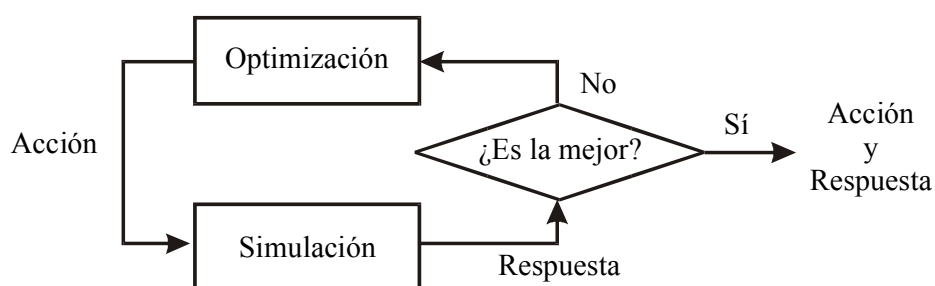 Optimización
No
Acción
¿Es la mejor?
Sí
Acción
y
Respuesta
Simulación
Respuesta